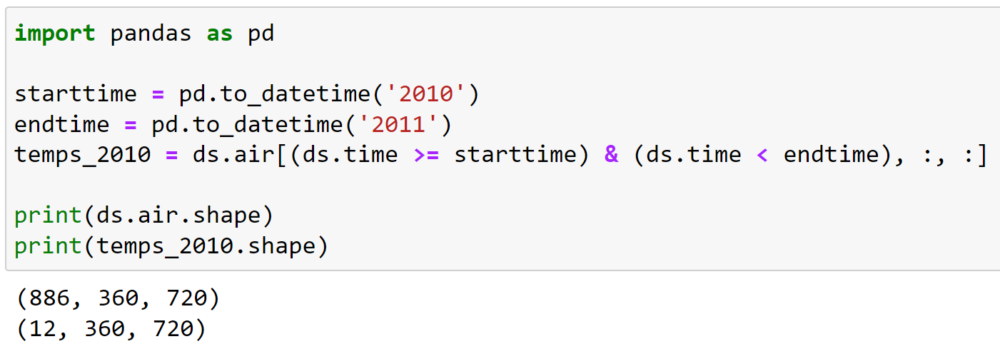 import pandas as pd
starttime = pd.to_datetime('2010')
endtime = pd.to_datetime('2011')
temps_2010 = ds.air[(ds.time >= starttime) & (ds.time < endtime), :, :]
print(ds.air.shape)
print(temps_2010.shape)
(886, 360, 720)
(12, 360, 720)